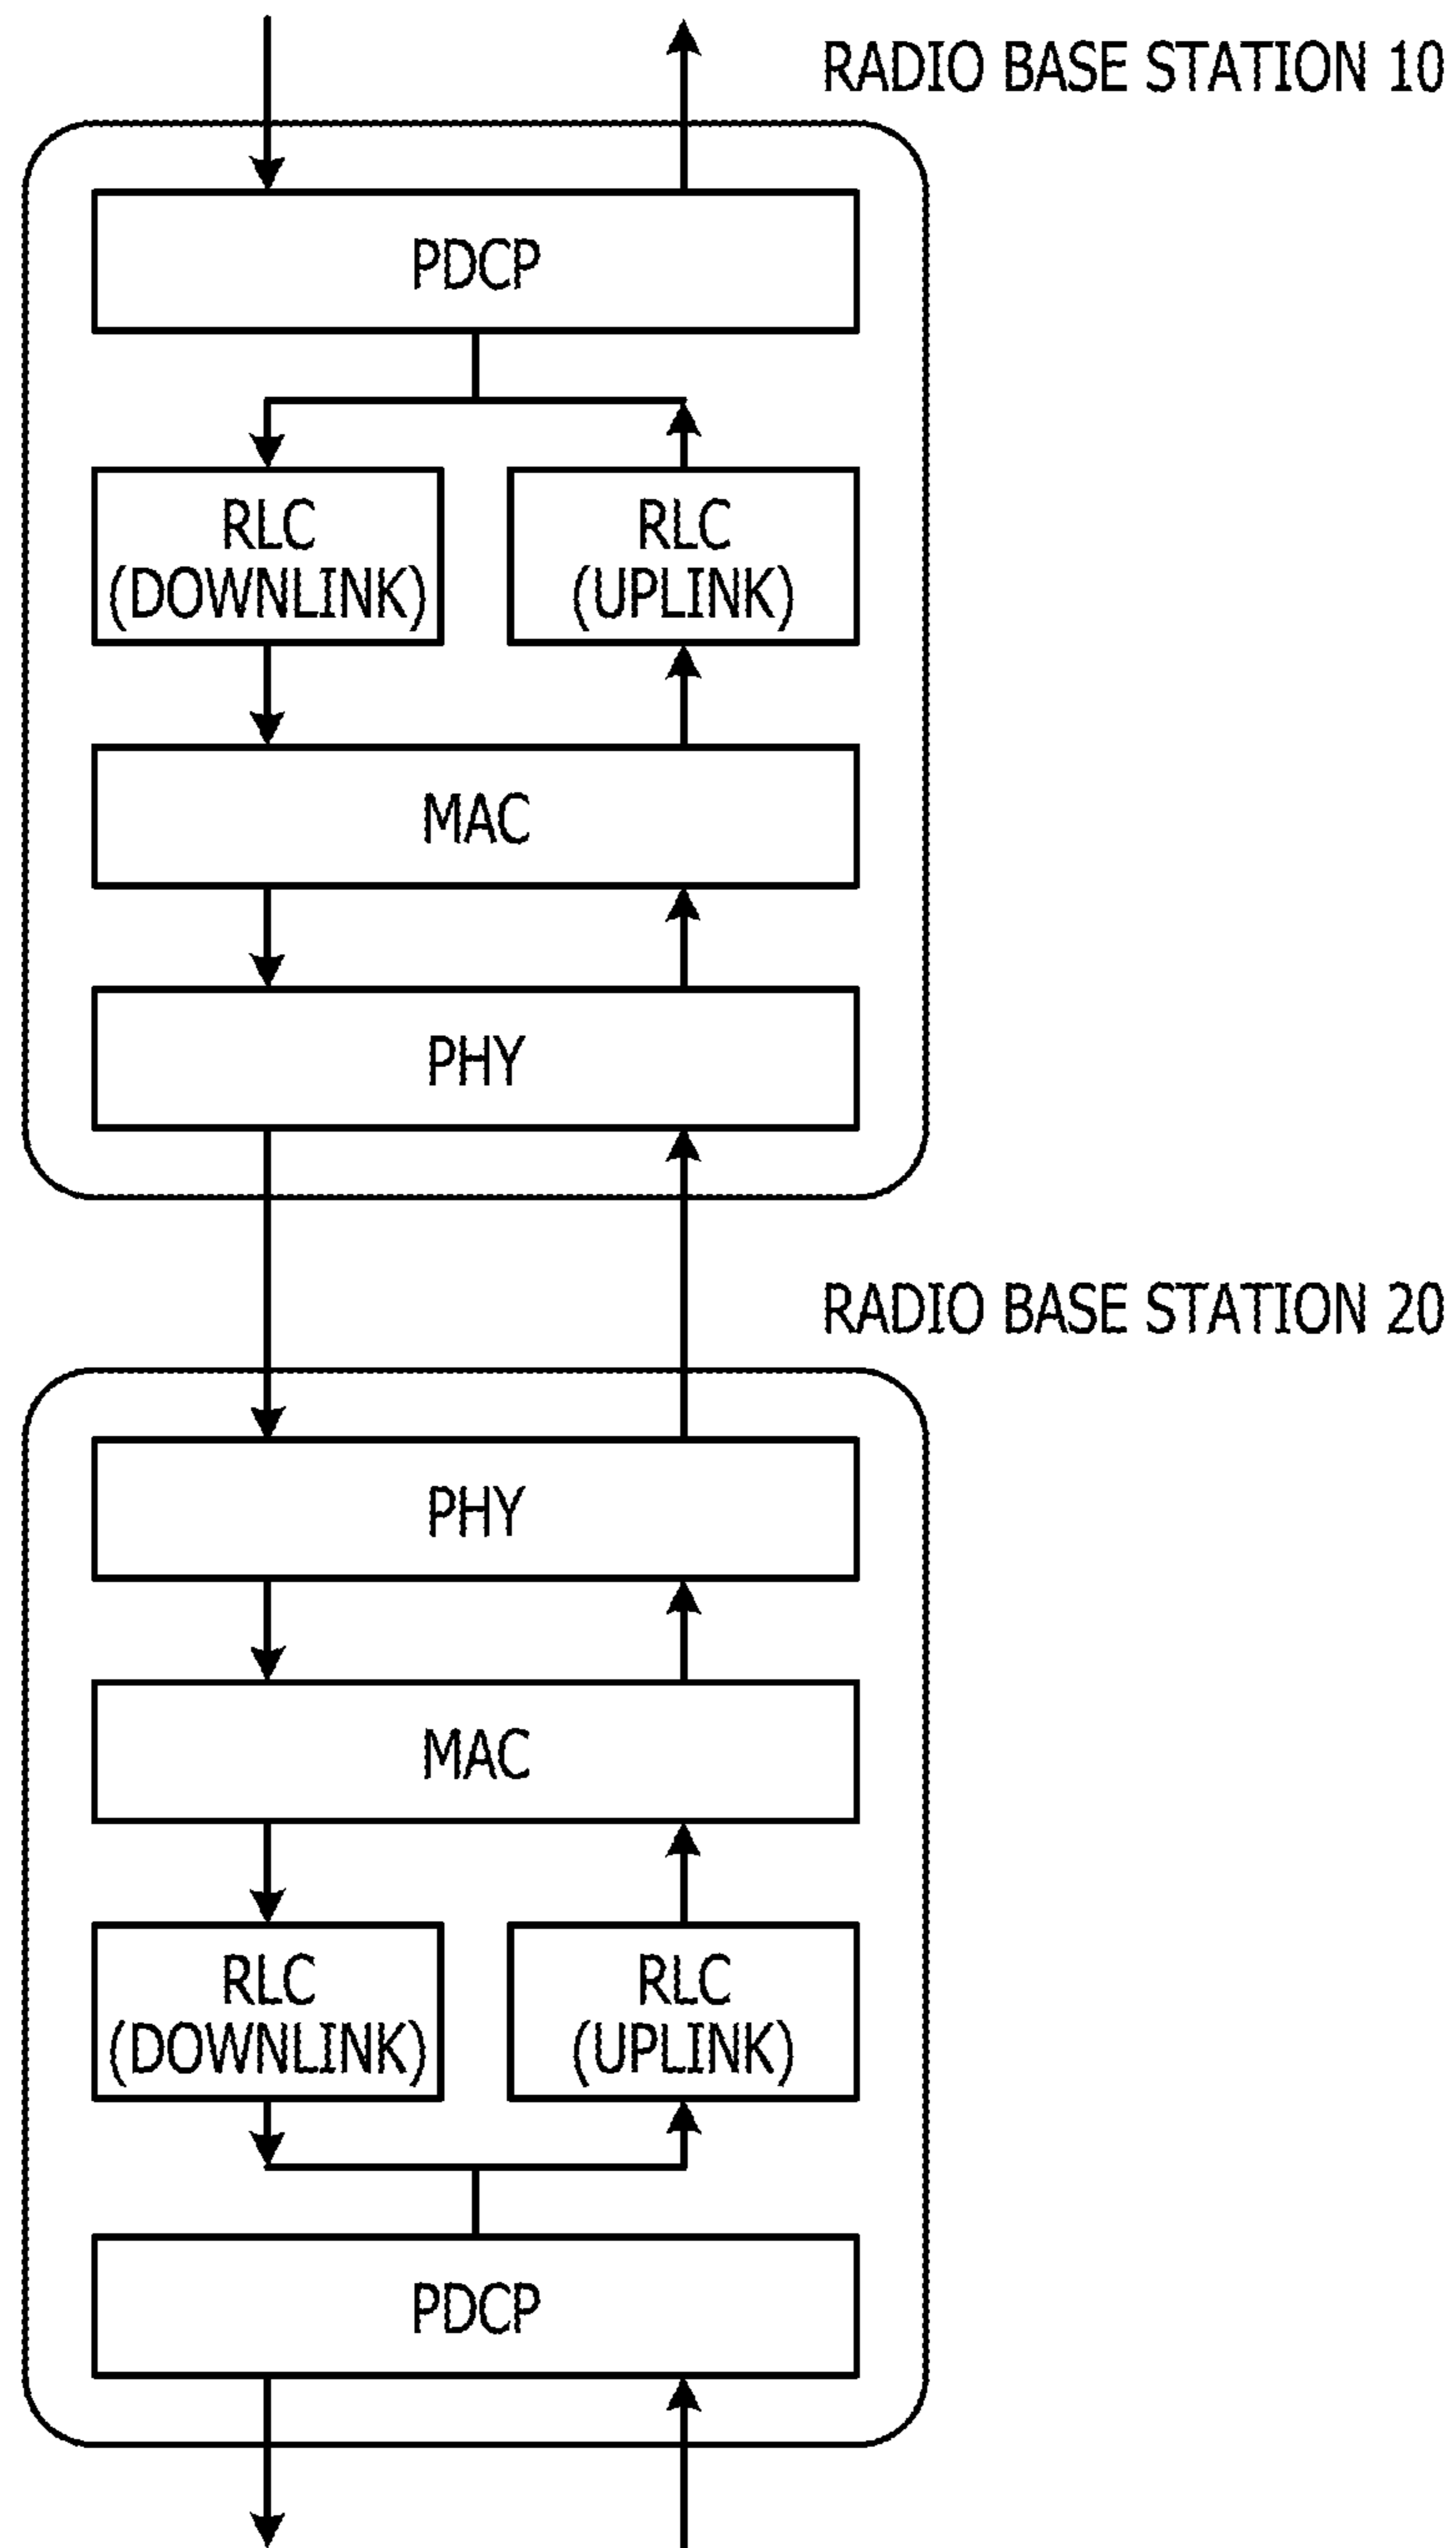 RADIO BASE STATION 10
PDCP
RLC
(DOWNLINK)
RLC
(UPLINK)
MAC
PHY
RADIO BASE STATION 20
PHY
MAC
RLC
(DOWNLINK)
RLC
(UPLINK)
PDCP